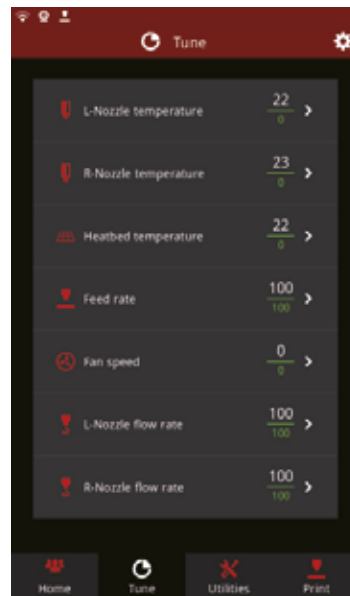 Tune
L-Nozzle temperature 22
0
R-Nozzle temperature 23
0
Heatbed temperature 22
0
Feed rate 100
100
Fan speed 0
0
L-Nozzle flow rate 100
100
R-Nozzle flow rate 100
100
Home Tune Utilities Print